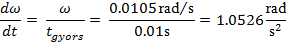 dω/dt = ω/t_gyors = 0.0105 rad/s / 0.01s = 1.0526 rad/s²